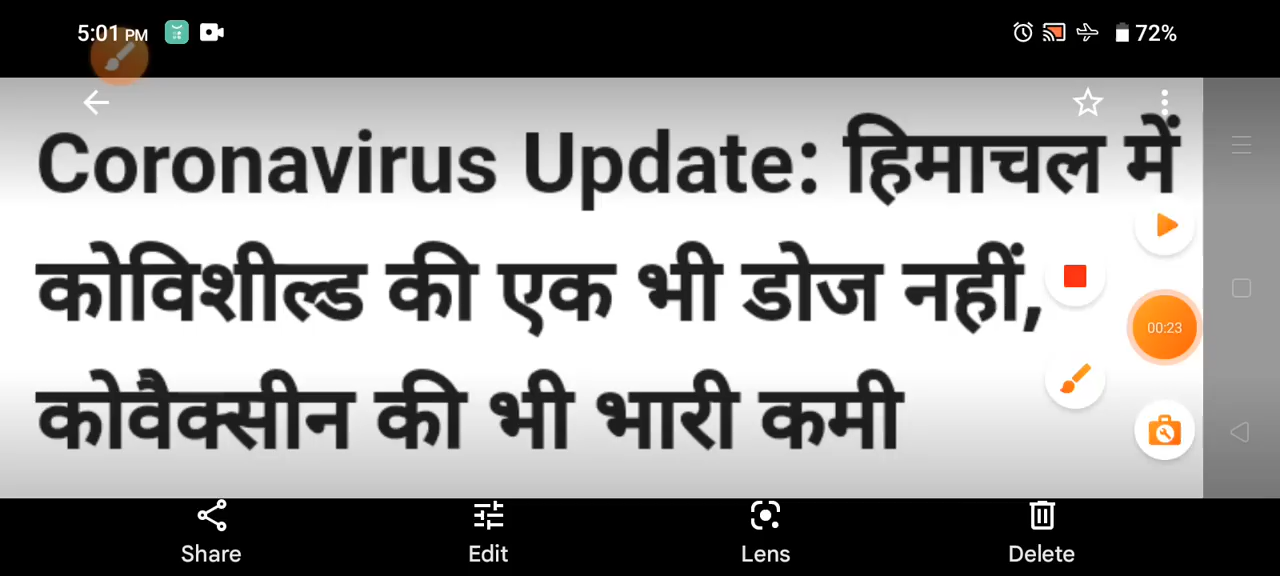 5:01 PM 72%
Coronavirus Update: हिमाचल में
कोविशील्ड की एक भी डोज नहीं,
00:23
कोवैक्सीन की भी भारी कमी
Share Edit Lens Delete